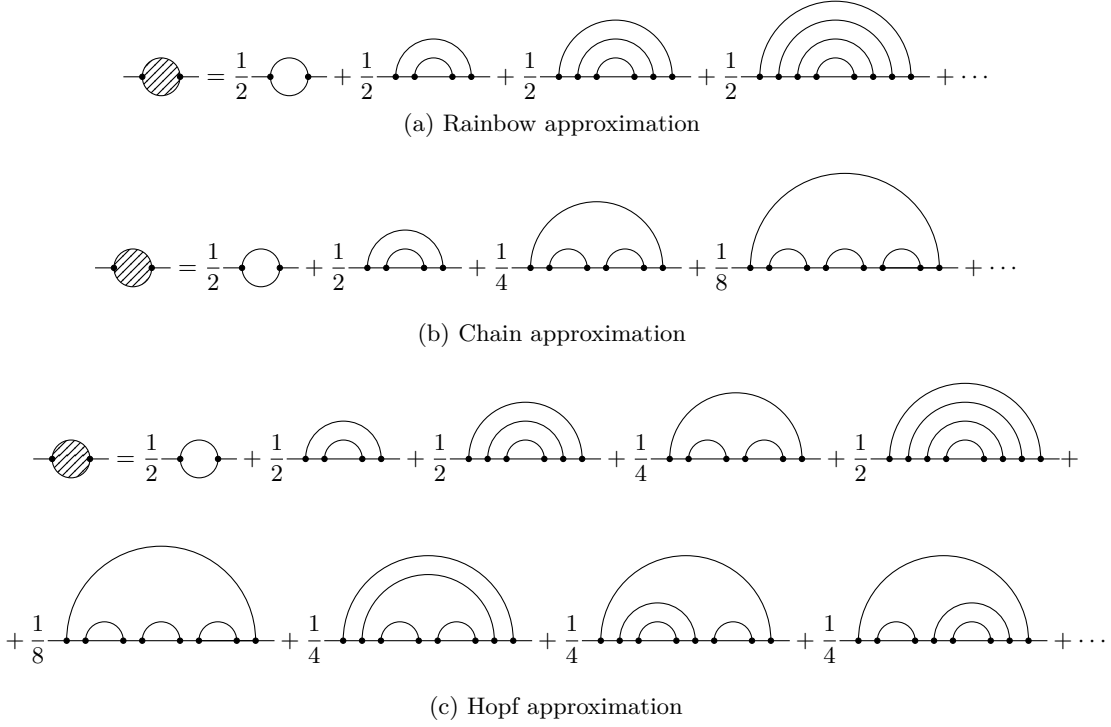 = 1/2 + 1/2 + 1/2 + 1/2 + ···
(a) Rainbow approximation
= 1/2 + 1/2 + 1/4 + 1/8 + ···
(b) Chain approximation
= 1/2 + 1/2 + 1/2 + 1/4 + 1/2 +
+ 1/8 + 1/4 + 1/4 + 1/4 + ···
(c) Hopf approximation